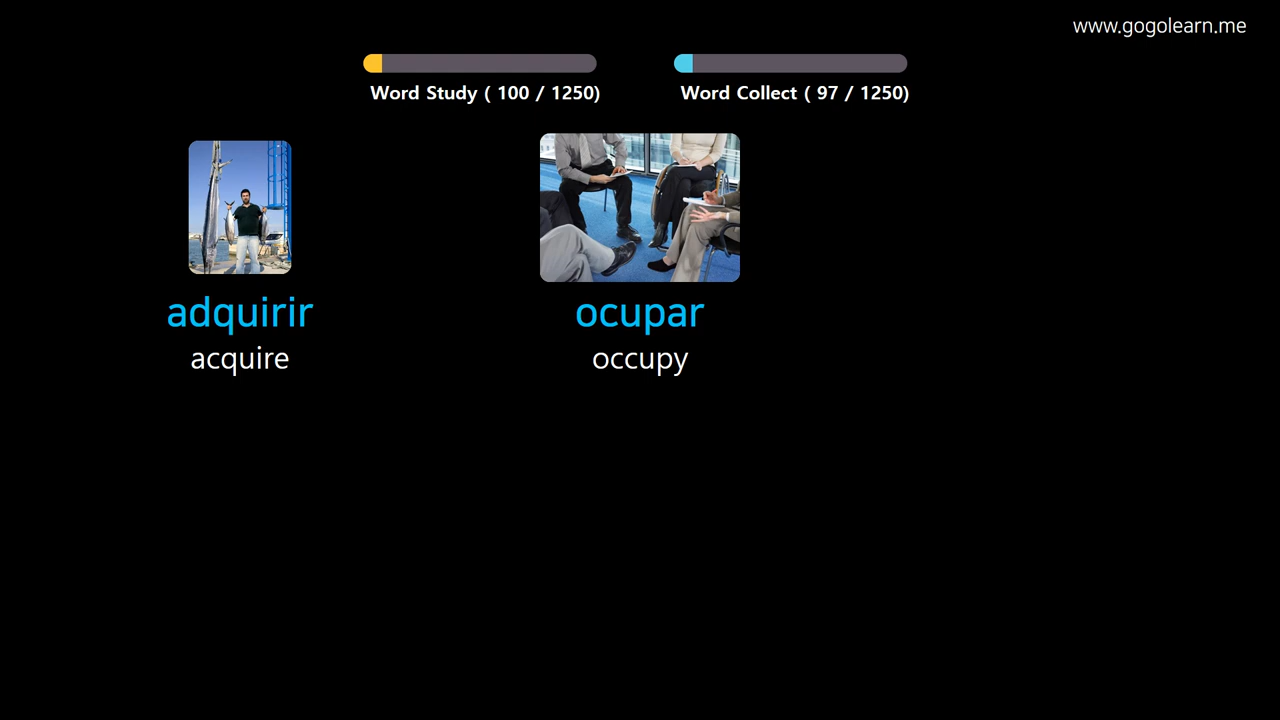 www.gogolearn.me
Word Study ( 100 / 1250)
Word Collect ( 97 / 1250)
adquirir
acquire
ocupar
occupy